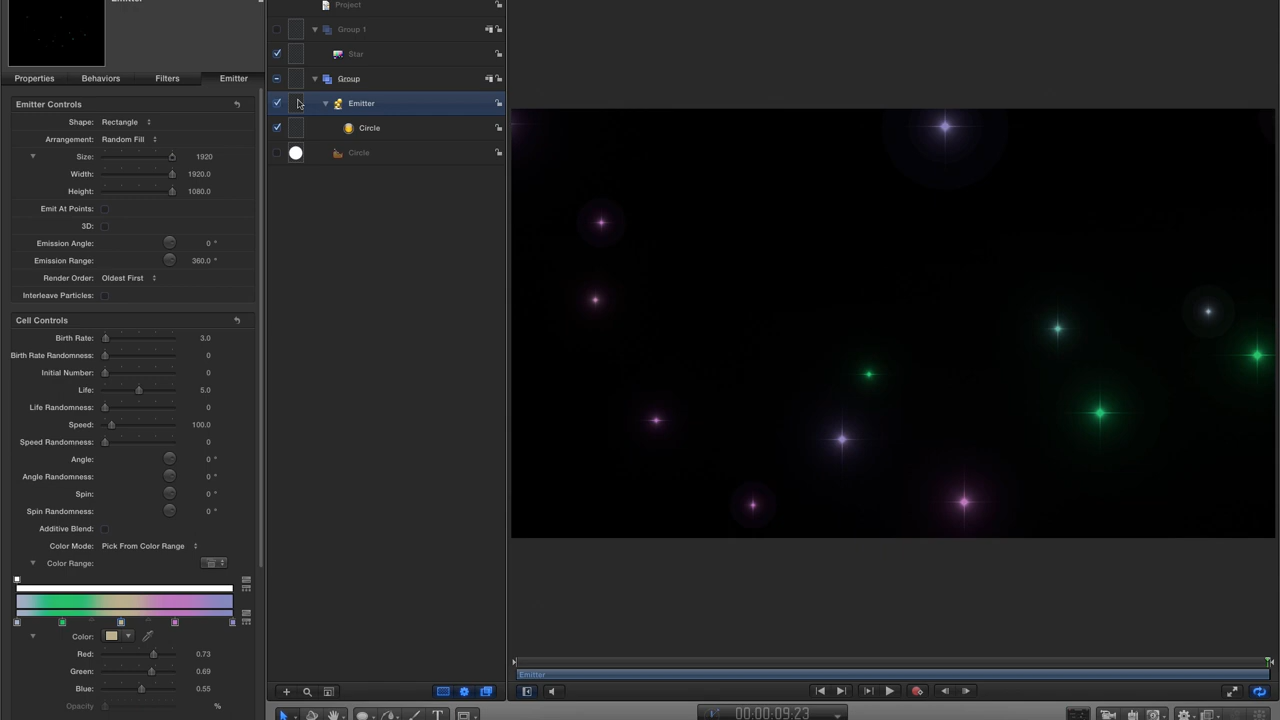 Emitter
Project
Group 1
Star
Group
Emitter
Circle
Circle
Properties
Behaviors
Filters
Emitter
Emitter Controls
Shape: Rectangle
Arrangement: Random Fill
Size: 1920
Width: 1920.0
Height: 1080.0
Emit At Points:
3D:
Emission Angle: 0 °
Emission Range: 360.0 °
Render Order: Oldest First
Interleave Particles:
Cell Controls
Birth Rate: 3.0
Birth Rate Randomness: 0
Initial Number: 0
Life: 5.0
Life Randomness: 0
Speed: 100.0
Speed Randomness: 0
Angle: 0 °
Angle Randomness: 0 °
Spin: 0 °
Spin Randomness: 0 °
Additive Blend:
Color Mode: Pick From Color Range
Color Range:
Color:
Red: 0.73
Green: 0.69
Blue: 0.55
Opacity %
Emitter
00:00:09:23
T